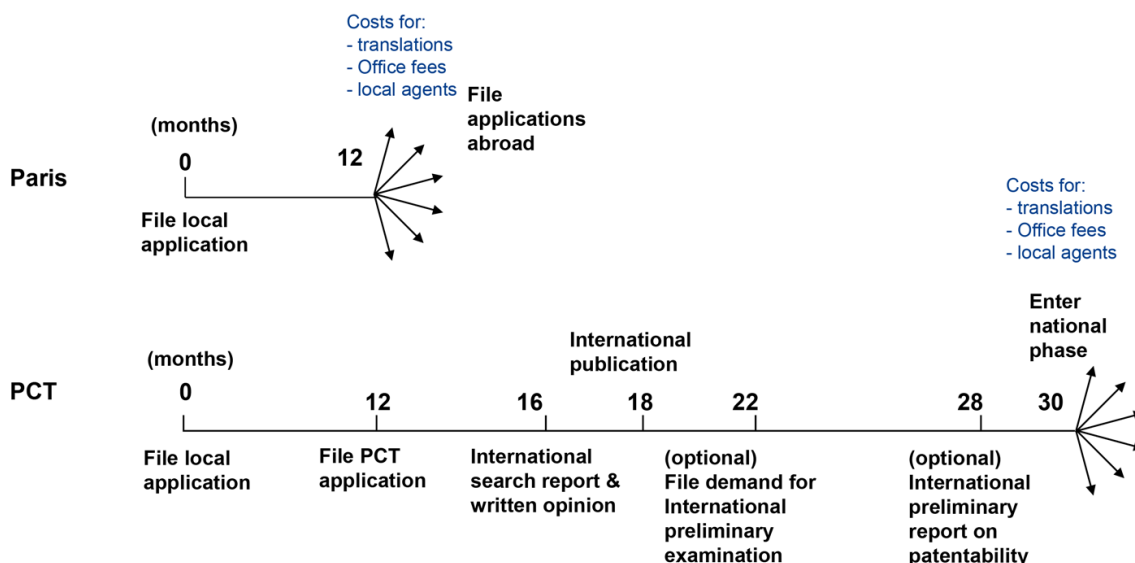 Costs for:
- translations
- Office fees
- local agents
File
applications
abroad
(months)
0
12
Paris
File local
application
Costs for:
- translations
- Office fees
- local agents
Enter
national
phase
International
publication
(months)
PCT
0
12
16
18
22
28
30
File local
application
File PCT
application
International
search report &
written opinion
(optional)
File demand for
International
preliminary
examination
(optional)
International
preliminary
report on
patentability